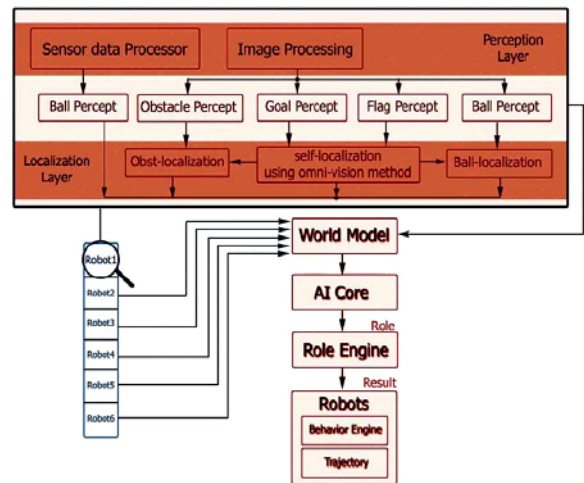 Sensor data Processor
Image Processing
Perception
Layer
Ball Percept
Obstacle Percept
Goal Percept
Flag Percept
Ball Percept
Localization
Layer
Obst-localization
self-localization
using omni-vision method
Ball-localization
Robot1
Robot2
Robot3
Robot4
Robot5
Robot6
World Model
AI Core
Role
Role Engine
Result
Robots
Behavior Engine
Trajectory